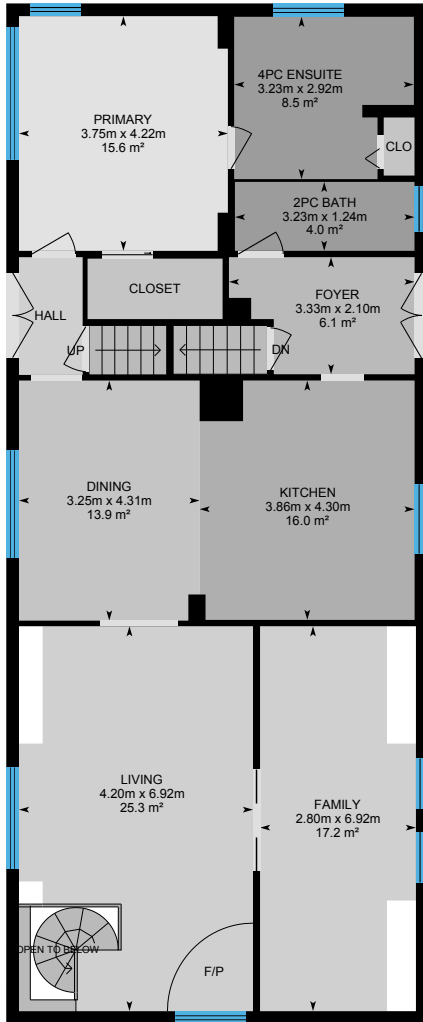 PRIMARY
3.75m x 4.22m
15.6 m²
4PC ENSUITE
3.23m x 2.92m
8.5 m²
CLO
2PC BATH
3.23m x 1.24m
4.0 m²
CLOSET
FOYER
3.33m x 2.10m
6.1 m²
HALL
UP
DN
DINING
3.25m x 4.31m
13.9 m²
KITCHEN
3.86m x 4.30m
16.0 m²
LIVING
4.20m x 6.92m
25.3 m²
FAMILY
2.80m x 6.92m
17.2 m²
OPEN TO BELOW
F/P